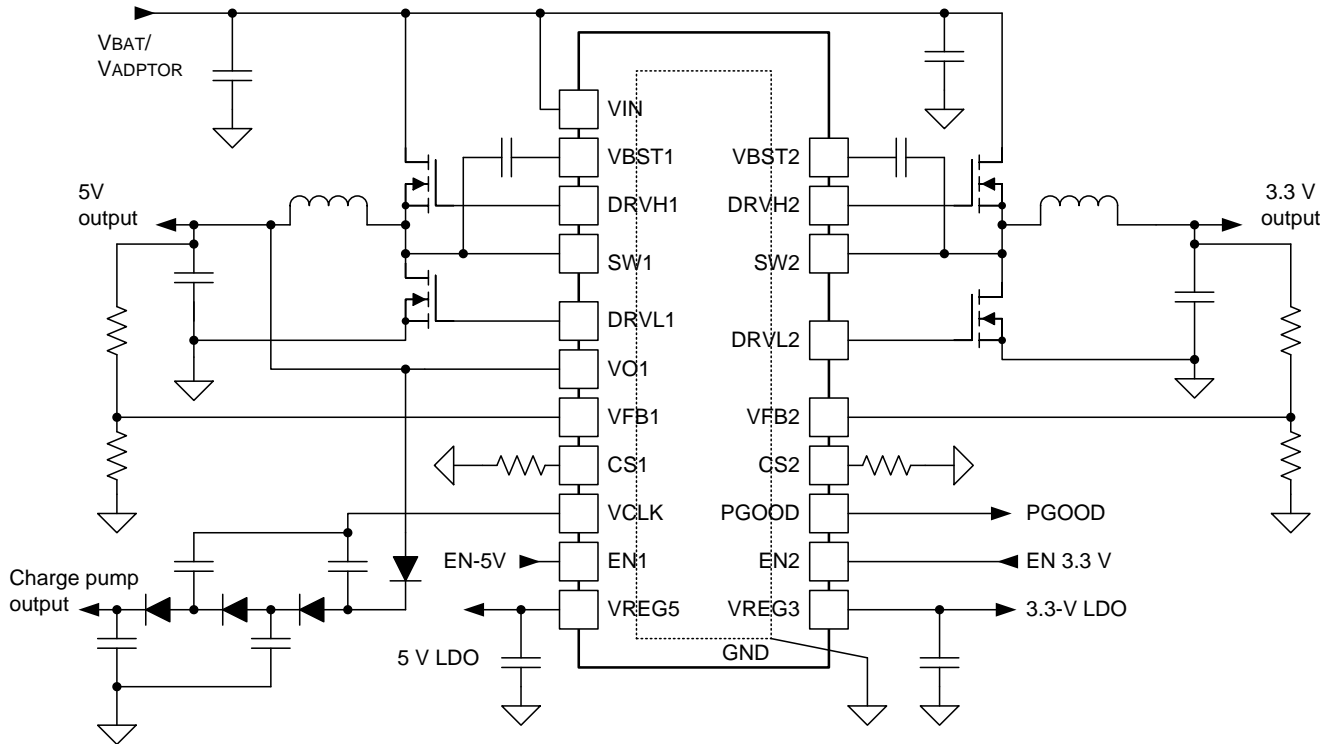 VBAT/
VADPTOR
VIN
VBST1
VBST2
5V
output
3.3 V
output
DRVH1
DRVH2
SW1
SW2
DRVL1
DRVL2
VO1
VFB1
VFB2
CS1
CS2
VCLK
PGOOD
PGOOD
EN-5V
EN1
EN2
EN 3.3 V
Charge pump
output
VREG5
VREG3
3.3-V LDO
5 V LDO
GND